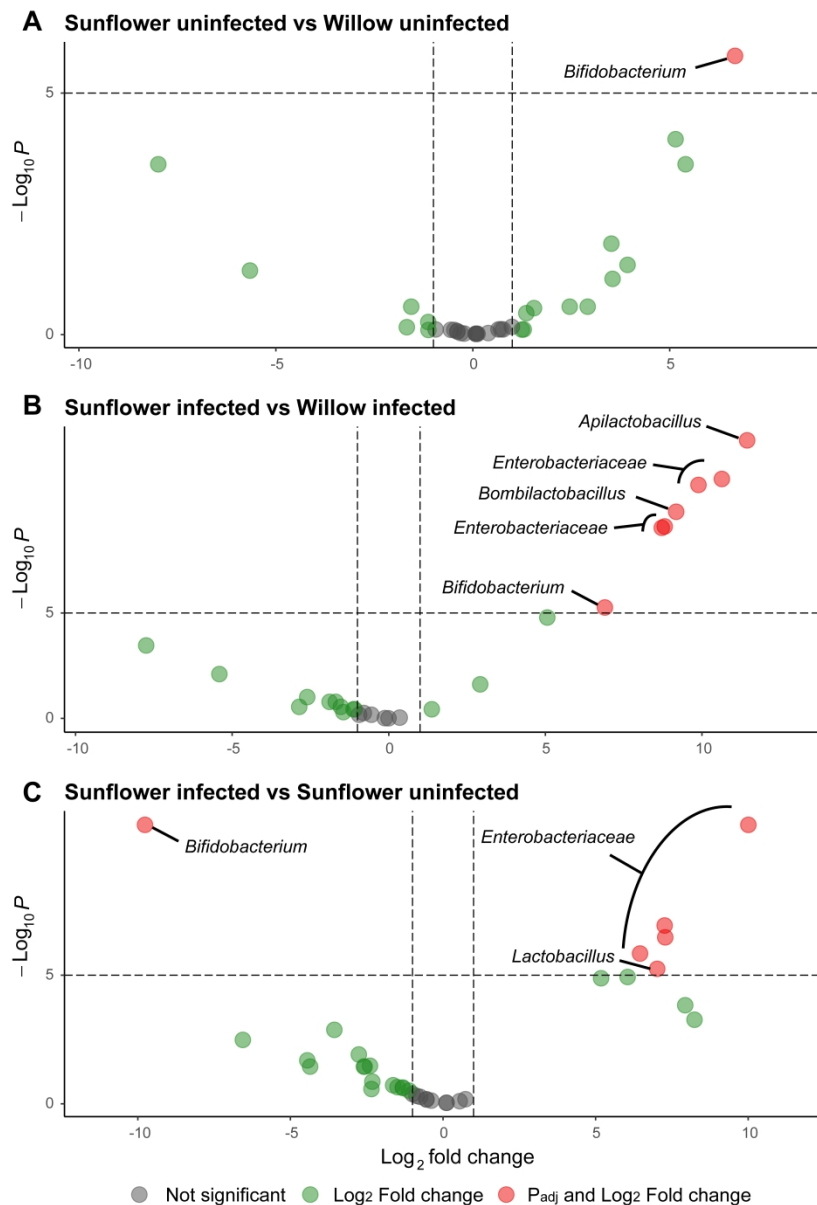 A Sunflower uninfected vs Willow uninfected
Bifidobacterium
5
− Log10 P
0
-10 -5 0 5
B Sunflower infected vs Willow infected
Apilactobacillus
Enterobacteriaceae
Bombilactobacillus
Enterobacteriaceae
Bifidobacterium
5
− Log10 P
0
-10 -5 0 5 10
C Sunflower infected vs Sunflower uninfected
Enterobacteriaceae
Bifidobacterium
Lactobacillus
5
− Log10 P
0
-10 -5 0 5 10
Log2 fold change
Not significant Log2 Fold change Padj and Log2 Fold change